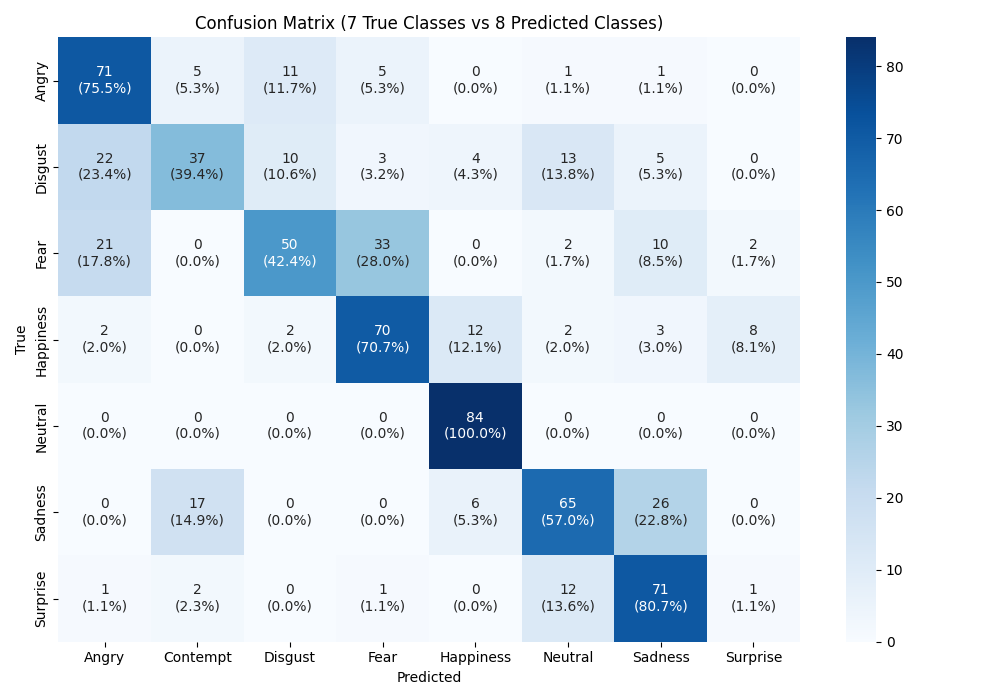 Confusion Matrix (7 True Classes vs 8 Predicted Classes)
Angry
71 5 11 5 0 1 1 0
(75.5%) (5.3%) (11.7%) (5.3%) (0.0%) (1.1%) (1.1%) (0.0%)
Disgust
22 37 10 3 4 13 5 0
(23.4%) (39.4%) (10.6%) (3.2%) (4.3%) (13.8%) (5.3%) (0.0%)
Fear
21 0 50 33 0 2 10 2
(17.8%) (0.0%) (42.4%) (28.0%) (0.0%) (1.7%) (8.5%) (1.7%)
True
Happiness
2 0 2 70 12 2 3 8
(2.0%) (0.0%) (2.0%) (70.7%) (12.1%) (2.0%) (3.0%) (8.1%)
Neutral
0 0 0 0 84 0 0 0
(0.0%) (0.0%) (0.0%) (0.0%) (100.0%) (0.0%) (0.0%) (0.0%)
Sadness
0 17 0 0 6 65 26 0
(0.0%) (14.9%) (0.0%) (0.0%) (5.3%) (57.0%) (22.8%) (0.0%)
Surprise
1 2 0 1 0 12 71 1
(1.1%) (2.3%) (0.0%) (1.1%) (0.0%) (13.6%) (80.7%) (1.1%)
Angry Contempt Disgust Fear Happiness Neutral Sadness Surprise
Predicted
80
70
60
50
40
30
20
10
0